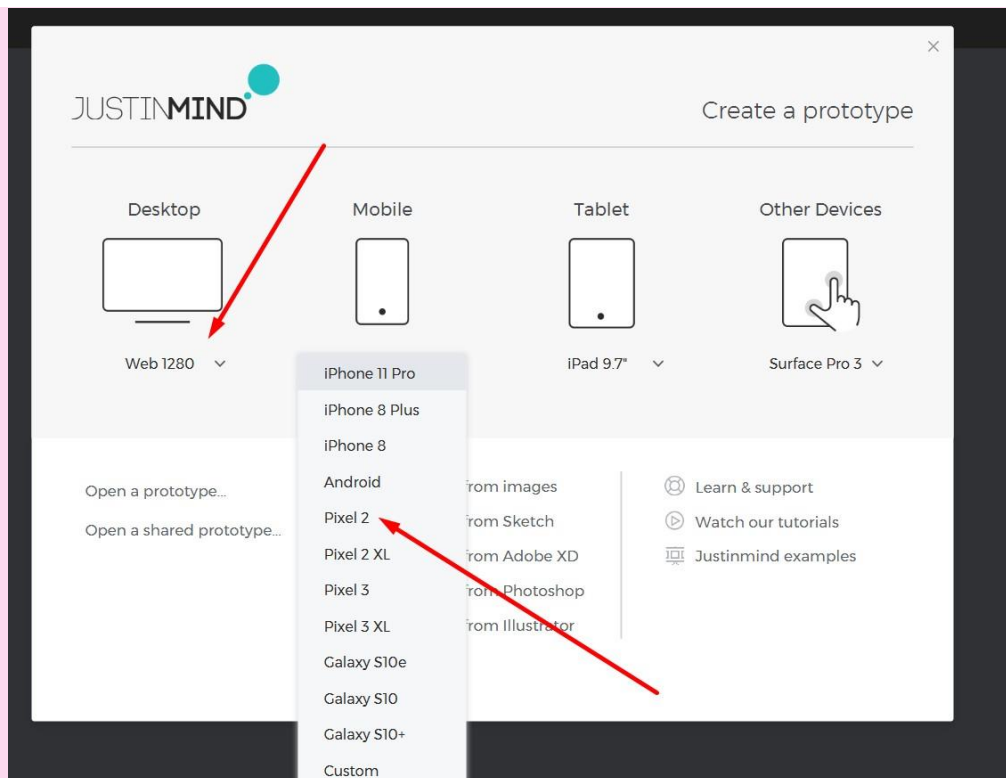 JUSTINMIND
Create a prototype
Desktop
Mobile
Tablet
Other Devices
Web 1280
iPad 9.7"
Surface Pro 3
iPhone 11 Pro
iPhone 8 Plus
iPhone 8
Android
Pixel 2
Pixel 2 XL
Pixel 3
Pixel 3 XL
Galaxy S10e
Galaxy S10
Galaxy S10+
Custom
Open a prototype...
Open a shared prototype...
from images
from Sketch
from Adobe XD
from Photoshop
from Illustrator
Learn & support
Watch our tutorials
Justinmind examples